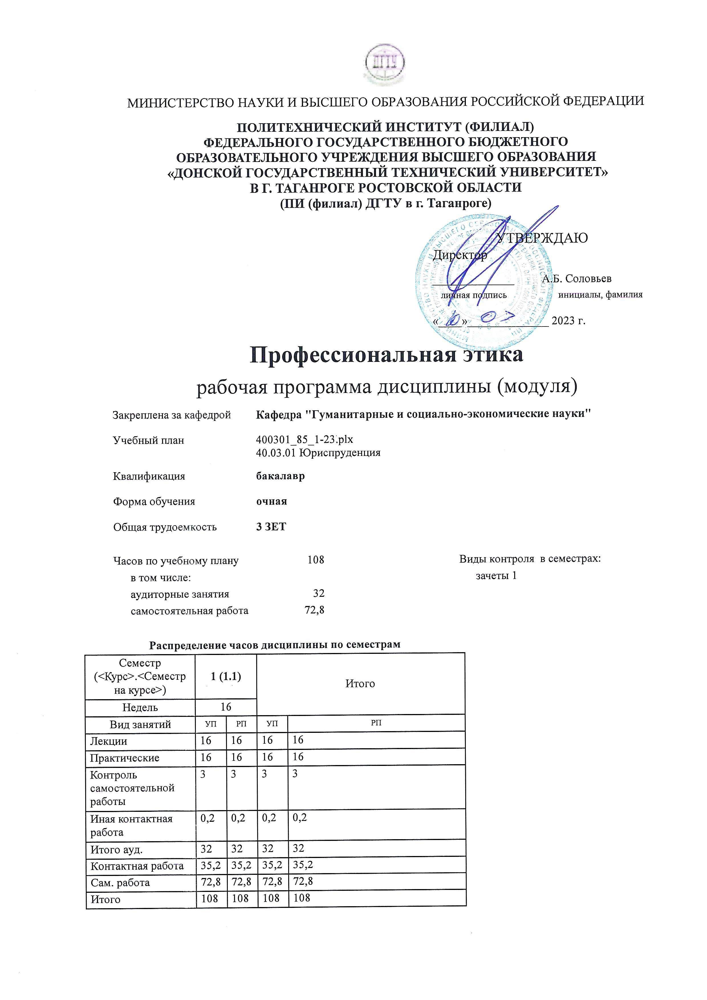 ДГТУ
МИНИСТЕРСТВО НАУКИ И ВЫСШЕГО ОБРАЗОВАНИЯ РОССИЙСКОЙ ФЕДЕРАЦИИ
ПОЛИТЕХНИЧЕСКИЙ ИНСТИТУТ (ФИЛИАЛ)
ФЕДЕРАЛЬНОГО ГОСУДАРСТВЕННОГО БЮДЖЕТНОГО
ОБРАЗОВАТЕЛЬНОГО УЧРЕЖДЕНИЯ ВЫСШЕГО ОБРАЗОВАНИЯ
«ДОНСКОЙ ГОСУДАРСТВЕННЫЙ ТЕХНИЧЕСКИЙ УНИВЕРСИТЕТ»
В Г. ТАГАНРОГЕ РОСТОВСКОЙ ОБЛАСТИ
(ПИ (филиал) ДГТУ в г. Таганроге)
УТВЕРЖДАЮ
Директор
А.Б. Соловьев
личная подпись инициалы, фамилия
«10» 07 2023 г.
Профессиональная этика
рабочая программа дисциплины (модуля)
Закреплена за кафедрой Кафедра "Гуманитарные и социально-экономические науки"
Учебный план 400301_85_1-23.plx
40.03.01 Юриспруденция
Квалификация бакалавр
Форма обучения очная
Общая трудоемкость 3 ЗЕТ
Часов по учебному плану 108 Виды контроля в семестрах:
в том числе: зачеты 1
аудиторные занятия 32
самостоятельная работа 72,8
Распределение часов дисциплины по семестрам
Семестр
(<Курс>.<Семестр
на курсе>)
1 (1.1)
Итого
Недель 16
Вид занятий УП РП УП РП
Лекции 16 16 16 16
Практические 16 16 16 16
Контроль 3 3 3 3
самостоятельной
работы
Иная контактная 0,2 0,2 0,2 0,2
работа
Итого ауд. 32 32 32 32
Контактная работа 35,2 35,2 35,2 35,2
Сам. работа 72,8 72,8 72,8 72,8
Итого 108 108 108 108